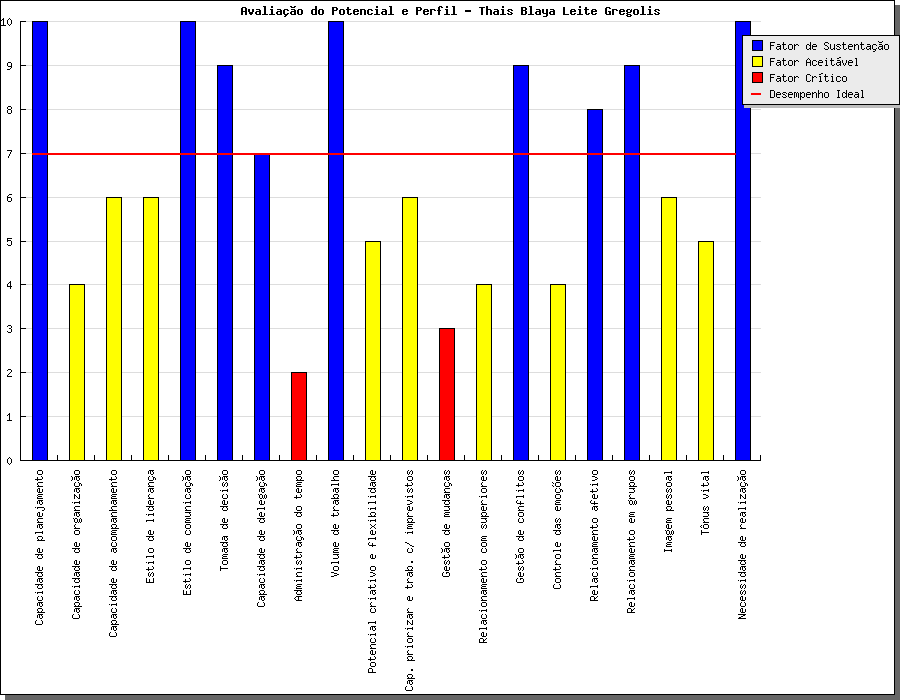 Avaliação do Potencial e Perfil - Thais Blaya Leite Gregolis
10
9
8
7
6
5
4
3
2
1
0
Fator de Sustentação
Fator Aceitável
Fator Crítico
Desempenho Ideal
Capacidade de planejamento
Capacidade de organização
Capacidade de acompanhamento
Estilo de liderança
Estilo de comunicação
Tomada de decisão
Capacidade de delegação
Administração do tempo
Volume de trabalho
Potencial criativo e flexibilidade
Cap. priorizar e trab. c/ imprevistos
Gestão de mudanças
Relacionamento com superiores
Gestão de conflitos
Controle das emoções
Relacionamento afetivo
Relacionamento em grupos
Imagem pessoal
Tônus vital
Necessidade de realização